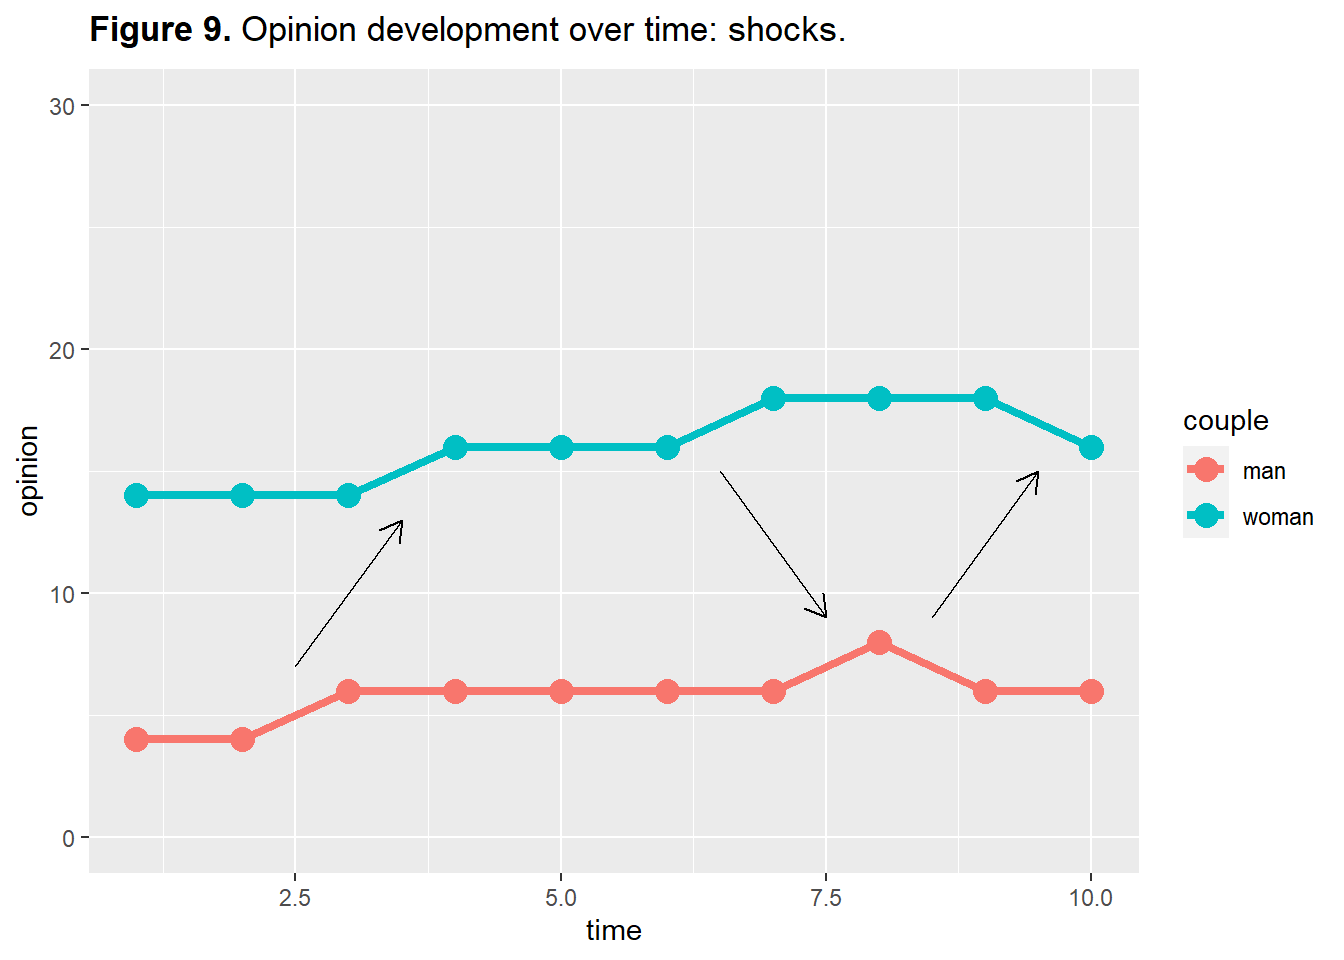 Figure 9. Opinion development over time: shocks.
30
20
10
0
opinion
2.5 5.0 7.5 10.0
time
couple
man
woman